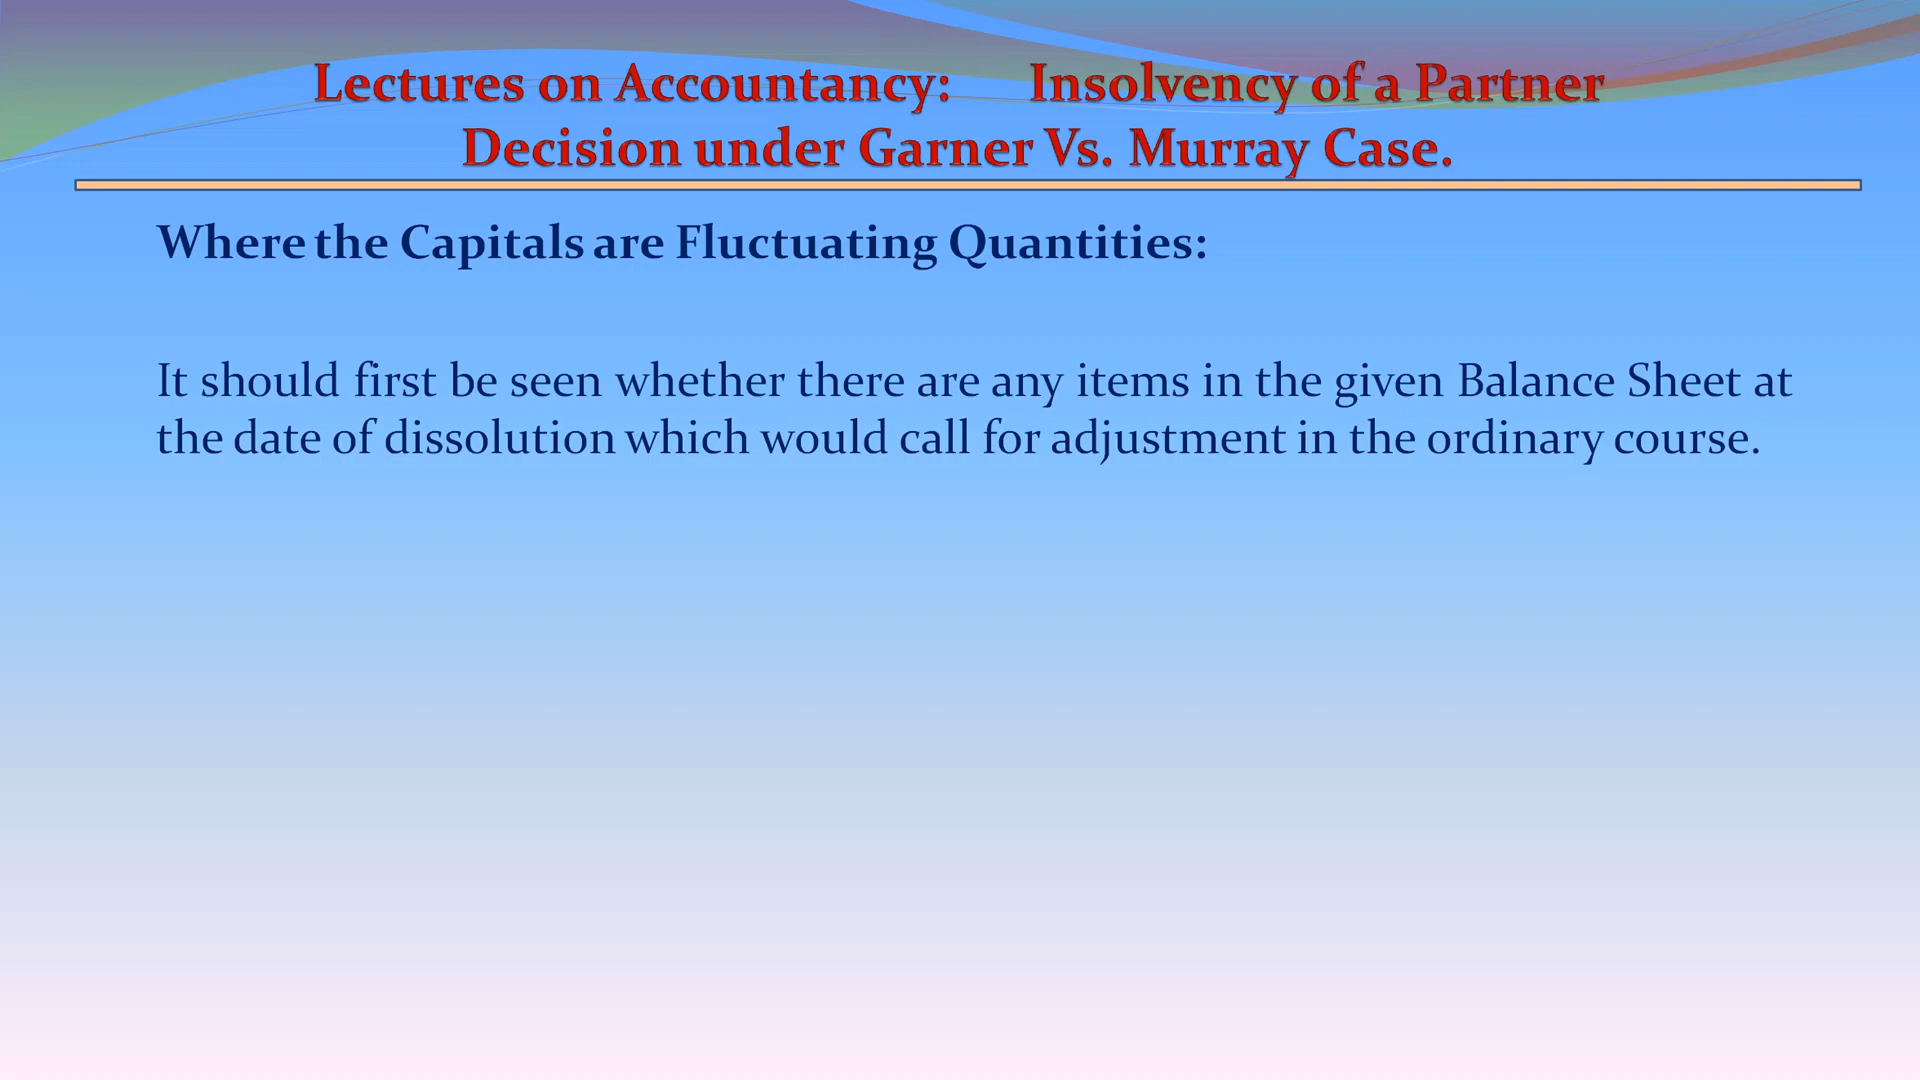 Lectures on Accountancy: Insolvency of a Partner
Decision under Garner Vs. Murray Case.
Where the Capitals are Fluctuating Quantities:
It should first be seen whether there are any items in the given Balance Sheet at
the date of dissolution which would call for adjustment in the ordinary course.